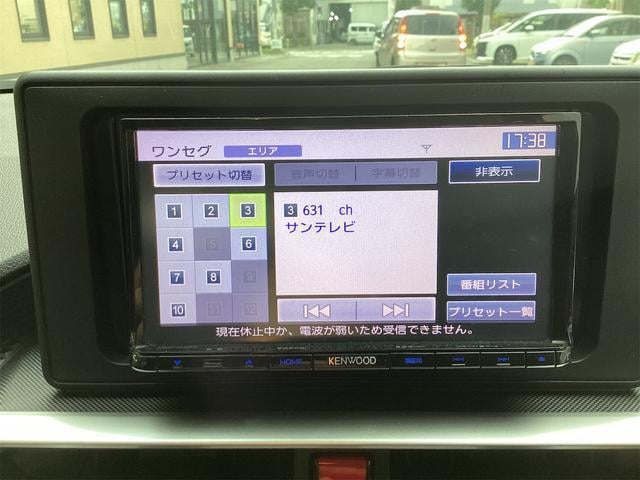 ワンセグ エリア 17:38
プリセット切替 音声切替 字幕切替 非表示
1 2 3
3 631 ch
サンテレビ
4 5 6
7 8 9
番組リスト
10 11 12
プリセット一覧
現在休止中か、電波が弱いため受信できません。
HOME KENWOOD